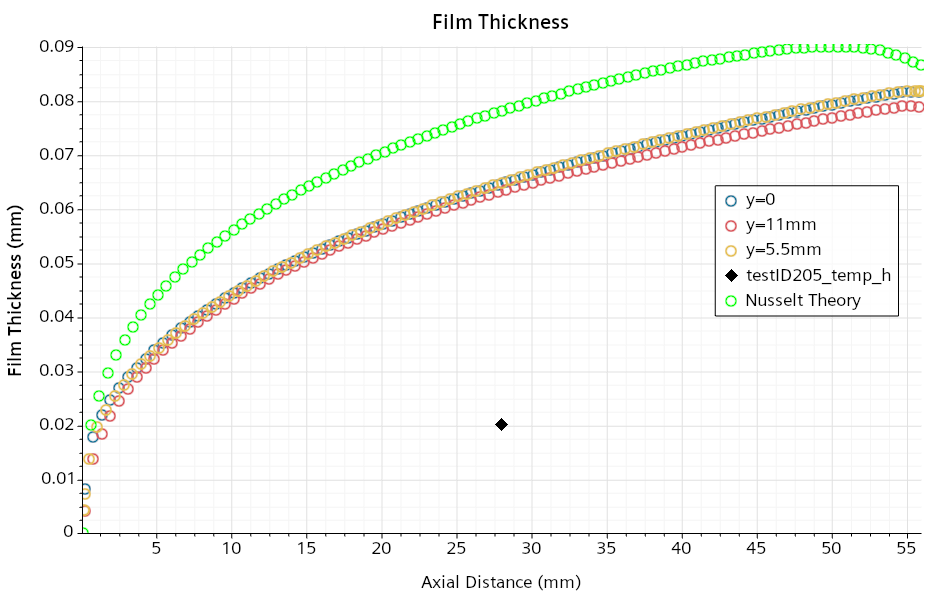 Film Thickness
0.09
0.08
0.07
0.06
0.05
0.04
0.03
0.02
0.01
0
Film Thickness (mm)
y=0
y=11mm
y=5.5mm
testID205_temp_h
Nusselt Theory
5 10 15 20 25 30 35 40 45 50 55
Axial Distance (mm)